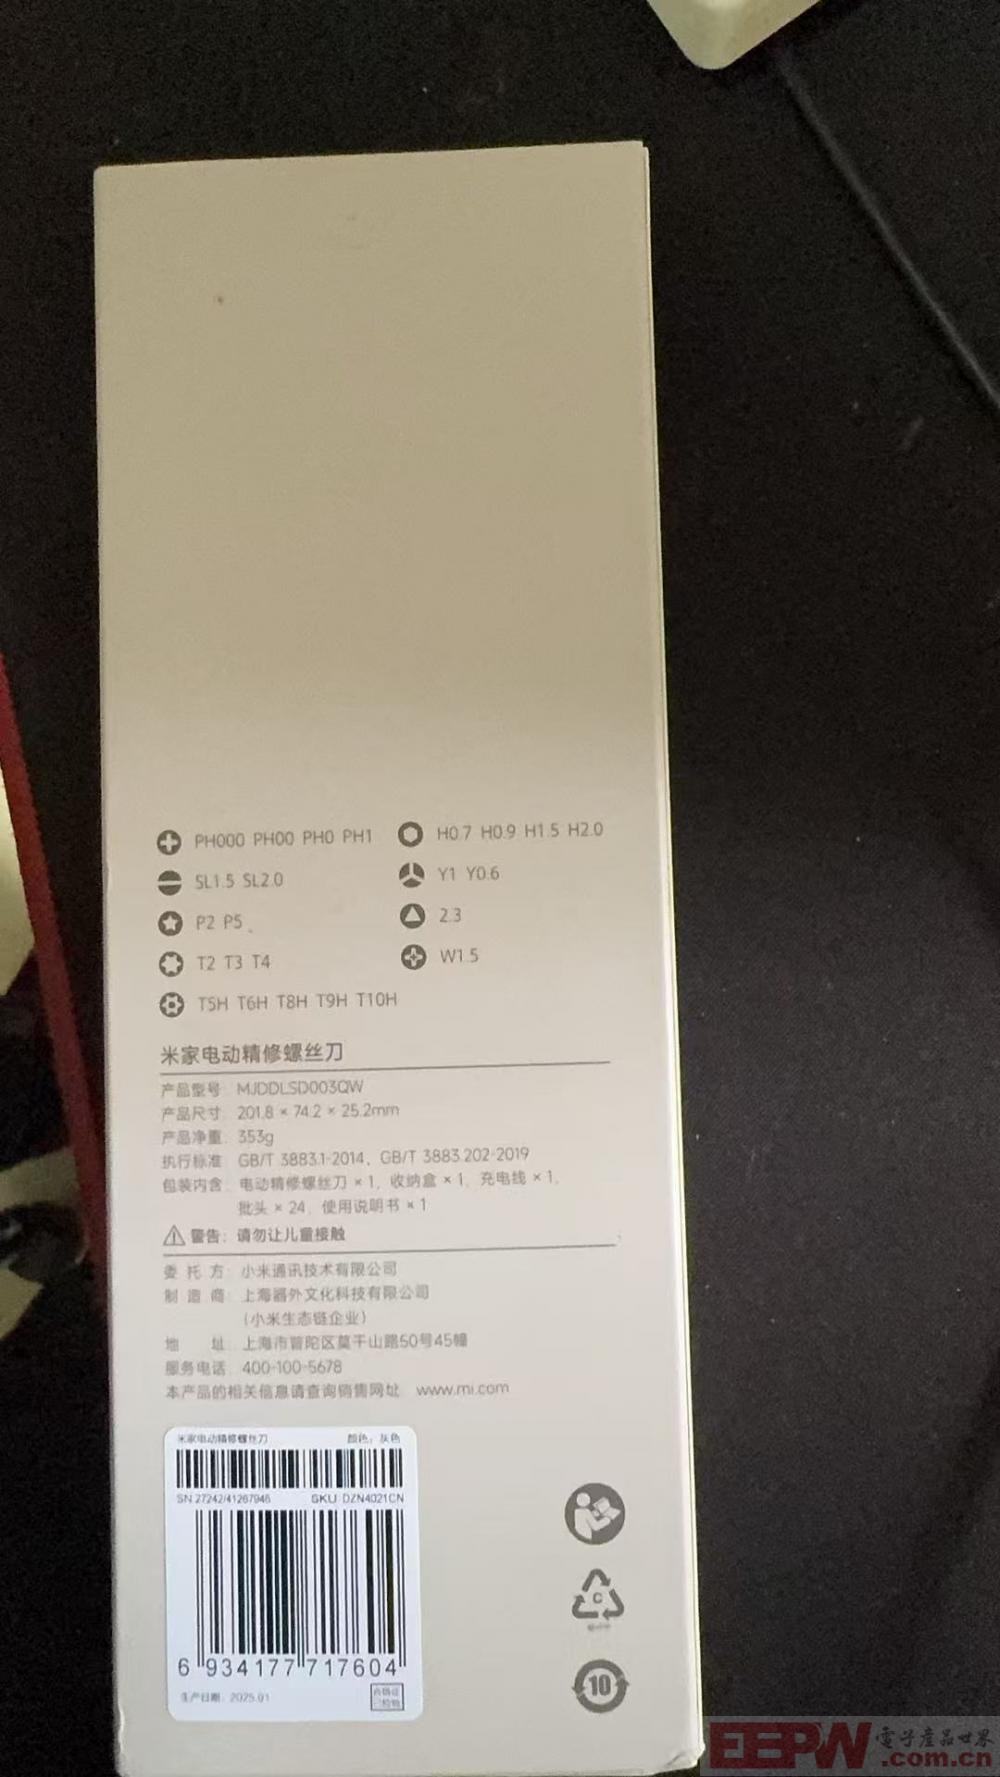 PH000 PH00 PH0 PH1
H0.7 H0.9 H1.5 H2.0
SL1.5 SL2.0
Y1 Y0.6
P2 P5
2.3
T2 T3 T4
W1.5
T5H T6H T8H T9H T10H
米家电动精修螺丝刀
产品型号: MJDDLSD003QW
产品尺寸: 201.8 × 74.2 × 25.2mm
产品净重: 353g
执行标准: GB/T 3883.1-2014、GB/T 3883.202-2019
包装内含: 电动精修螺丝刀 × 1、收纳盒 × 1、充电线 × 1、
批头 × 24、使用说明书 × 1
警告: 请勿让儿童接触
委托方: 小米通讯技术有限公司
制造商: 上海器外文化科技有限公司
(小米生态链企业)
地址: 上海市普陀区莫干山路50号45幢
服务电话: 400-100-5678
本产品的相关信息请查询销售网址: www.mi.com
米家电动精修螺丝刀 颜色: 灰色
SN:27242/41267946 SKU: DZN4021CN
6 934177 717604
生产日期: 2025.01
合格证
已检验
C
10
EEPW 電子產品世界
.com.cn